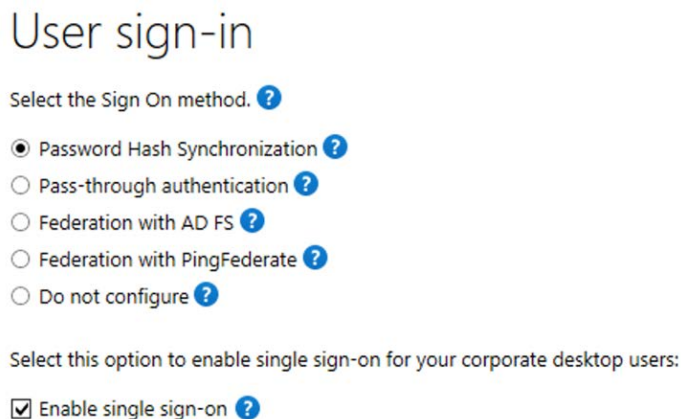 User sign-in
Select the Sign On method. ?
Password Hash Synchronization ?
Pass-through authentication ?
Federation with AD FS ?
Federation with PingFederate ?
Do not configure ?
Select this option to enable single sign-on for your corporate desktop users:
Enable single sign-on ?